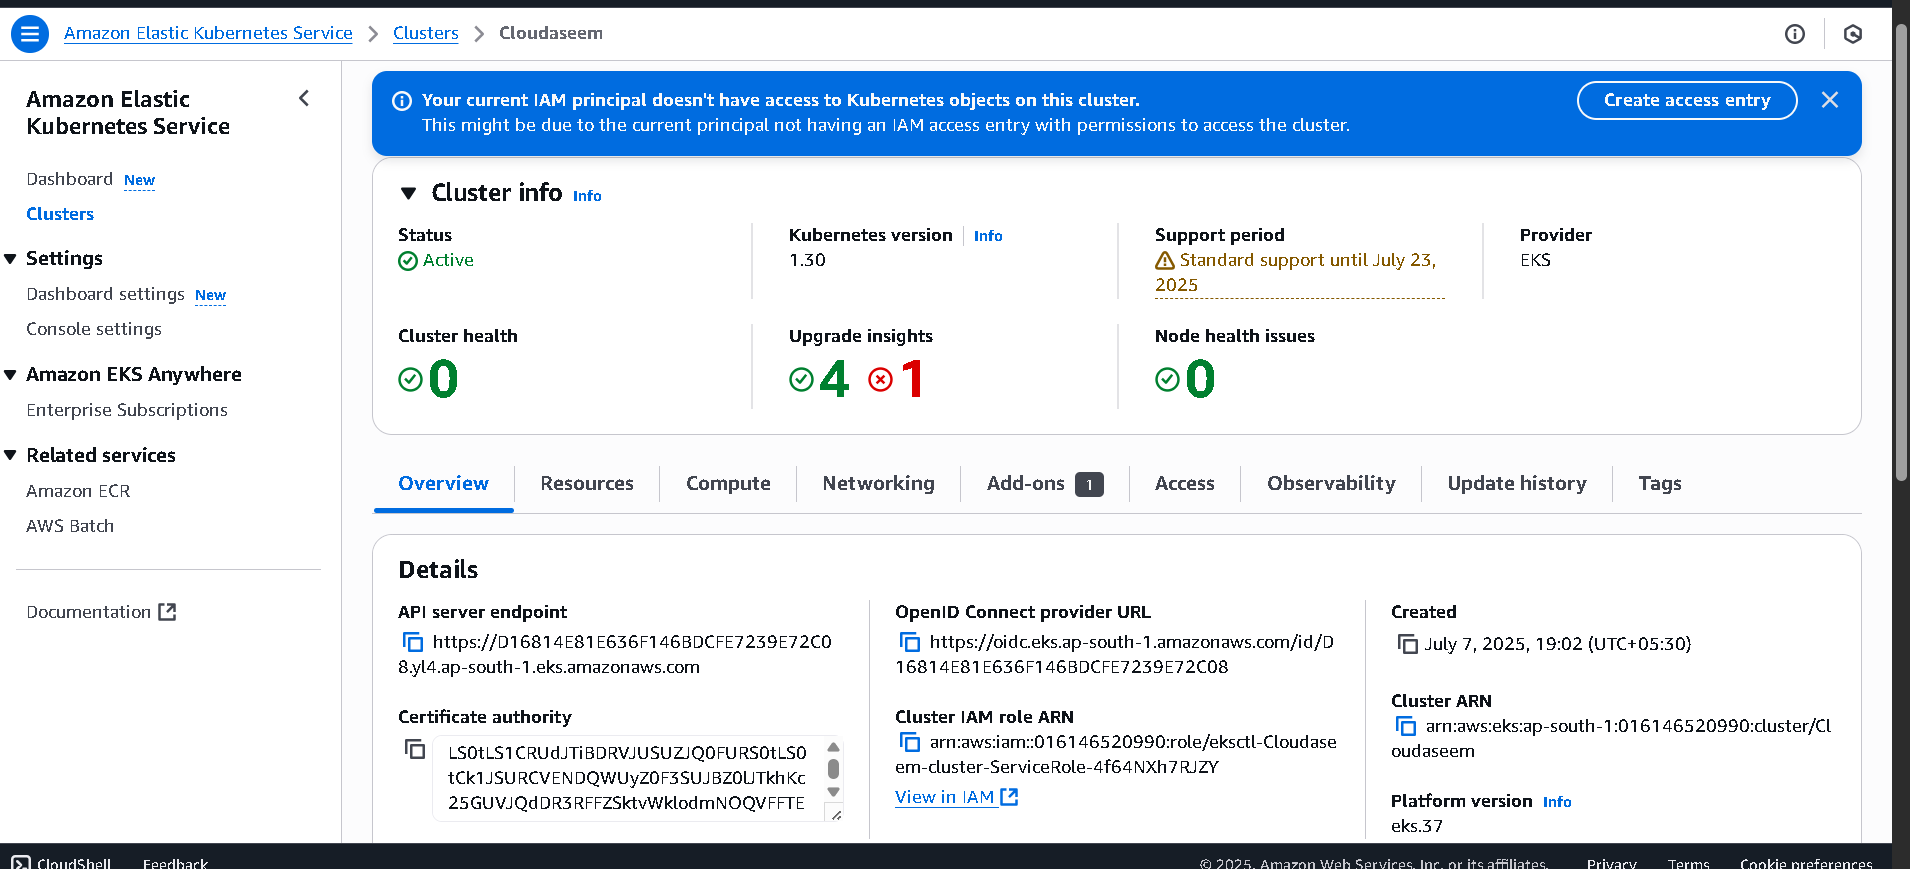 Amazon Elastic Kubernetes Service > Clusters > Cloudaseem
Amazon Elastic
Kubernetes Service
Dashboard New
Clusters
Settings
Dashboard settings New
Console settings
Amazon EKS Anywhere
Enterprise Subscriptions
Related services
Amazon ECR
AWS Batch
Documentation
Your current IAM principal doesn't have access to Kubernetes objects on this cluster.
This might be due to the current principal not having an IAM access entry with permissions to access the cluster.
Create access entry
Cluster info Info
Status
Active
Kubernetes version Info
1.30
Support period
Standard support until July 23,
2025
Provider
EKS
Cluster health
0
Upgrade insights
4 1
Node health issues
0
Overview Resources Compute Networking Add-ons 1 Access Observability Update history Tags
Details
API server endpoint
https://D16814E81E636F146BDCFE7239E72C0
8.yl4.ap-south-1.eks.amazonaws.com
Certificate authority
LS0tLS1CRUdJTiBDRVJUSUZJQ0FURS0tLS0
tCk1JSURCVENDQWUyZ0F3SUJBZ0lJTkhKc
25GUVJQdDR3RFFZSktvWklodmNOQVFFTE
OpenID Connect provider URL
https://oidc.eks.ap-south-1.amazonaws.com/id/D
16814E81E636F146BDCFE7239E72C08
Cluster IAM role ARN
arn:aws:iam::016146520990:role/eksctl-Cloudase
em-cluster-ServiceRole-4f64NXh7RJZY
View in IAM
Created
July 7, 2025, 19:02 (UTC+05:30)
Cluster ARN
arn:aws:eks:ap-south-1:016146520990:cluster/Cl
oudaseem
Platform version Info
eks.37
CloudShell Feedback © 2025, Amazon Web Services, Inc. or its affiliates. Privacy Terms Cookie preferences